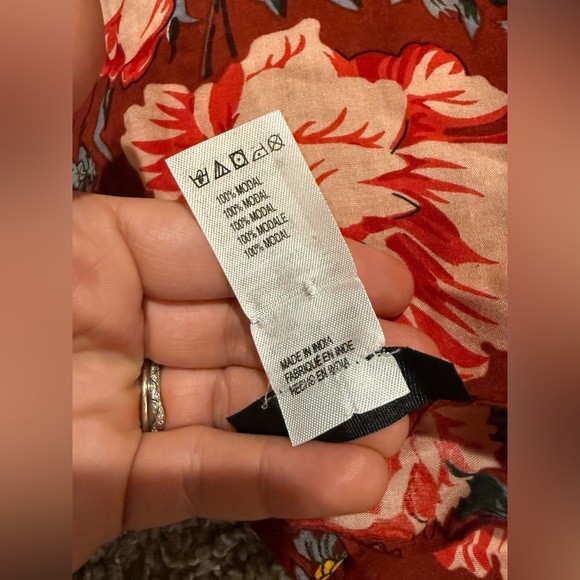 100% MODAL
100% MODAL
100% MODAL
100% MODALE
100% MODAL
MADE IN INDIA
FABRIQUÉ EN INDE
HECHO EN INDIA